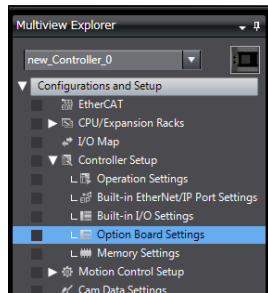 Multiview Explorer
new_Controller_0
Configurations and Setup
EtherCAT
CPU/Expansion Racks
I/O Map
Controller Setup
Operation Settings
Built-in EtherNet/IP Port Settings
Built-in I/O Settings
Option Board Settings
Memory Settings
Motion Control Setup
Cam Data Settings